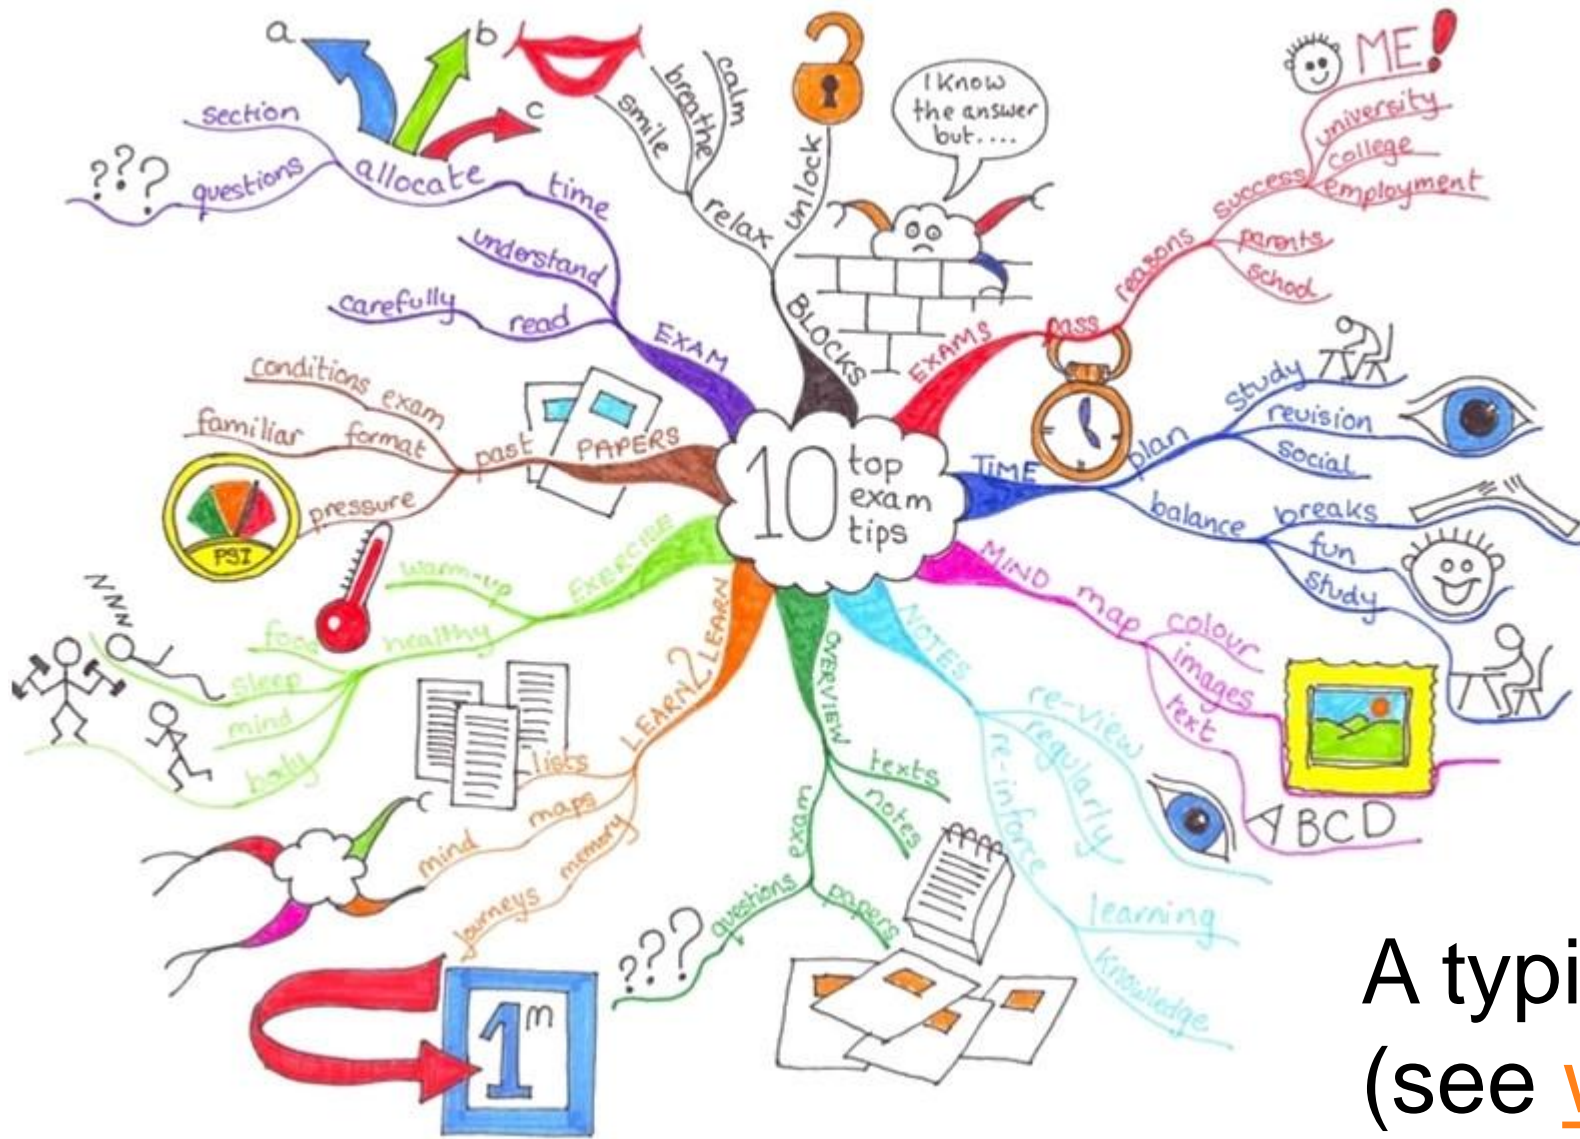 10 top
exam
tips
EXAMS
pass
reasons
success
ME!
university
college
employment
parents
school
TIME
plan
study
revision
social
balance
breaks
fun
study
MIND
map
colour
images
text
ABCD
NOTES
re-view
regularly
re-inforce
learning
knowledge
OVERVIEW
texts
notes
exam
papers
questions
???
LEARN 2 LEARN
lists
maps
mind
memory
journeys
1m
EXERCISE
warm-up
healthy
food
sleep
NNN
mind
body
PAPERS
past
conditions exam
familiar format
pressure
PSI
EXAM
time
allocate
a
b
c
section
questions
???
understand
read
carefully
BLOCKS
relax
smile
breathe
calm
unlock
I know
the answer
but....
A typi
(see